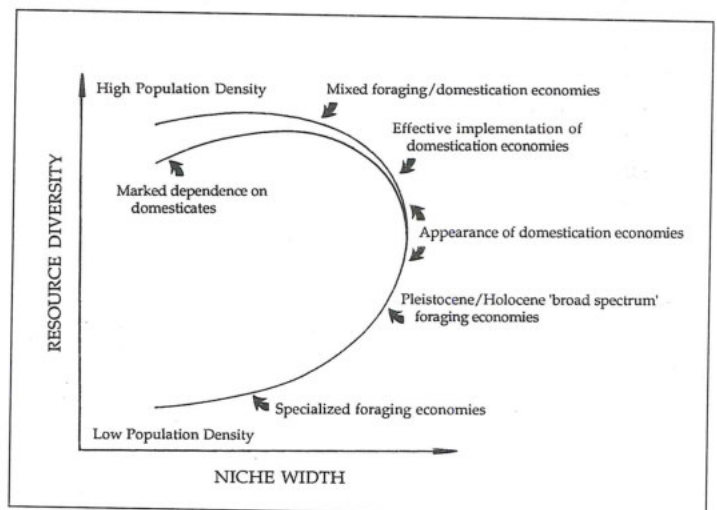 High Population Density
Mixed foraging/domestication economies
Effective implementation of
domestication economies
Marked dependence on
domesticates
Appearance of domestication economies
Pleistocene/Holocene 'broad spectrum'
foraging economies
Specialized foraging economies
Low Population Density
RESOURCE DIVERSITY
NICHE WIDTH